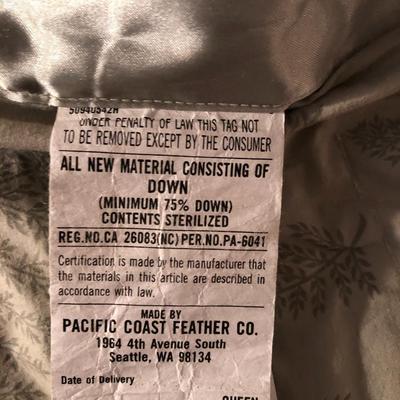 50940542H
UNDER PENALTY OF LAW THIS TAG NOT
TO BE REMOVED EXCEPT BY THE CONSUMER
ALL NEW MATERIAL CONSISTING OF
DOWN
(MINIMUM 75% DOWN)
CONTENTS STERILIZED
REG.NO.CA 26083(NC) PER.NO.PA-6041
Certification is made by the manufacturer that
the materials in this article are described in
accordance with law.
MADE BY
PACIFIC COAST FEATHER CO.
1964 4th Avenue South
Seattle, WA 98134
Date of Delivery
QUEEN